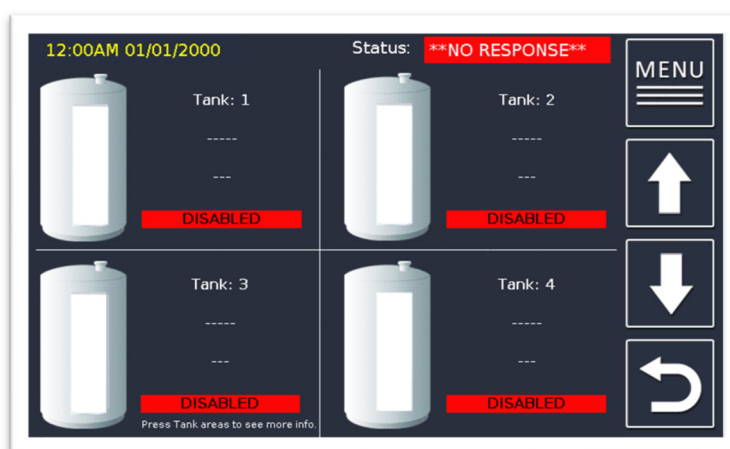 12:00AM 01/01/2000 Status: **NO RESPONSE**
MENU
Tank: 1
-----
---
DISABLED
Tank: 2
-----
---
DISABLED
Tank: 3
-----
---
DISABLED
Press Tank areas to see more info.
Tank: 4
-----
---
DISABLED